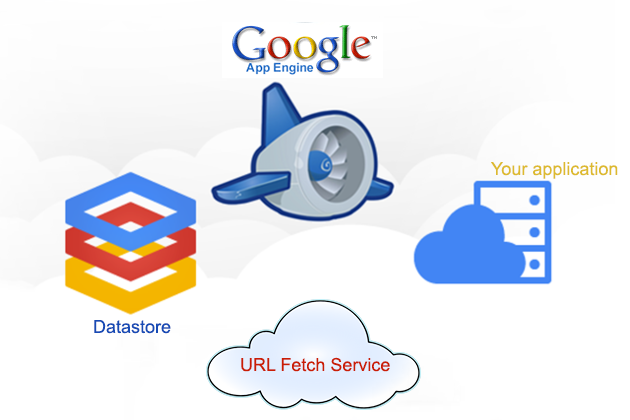 Google™
App Engine
Your application
Datastore
URL Fetch Service